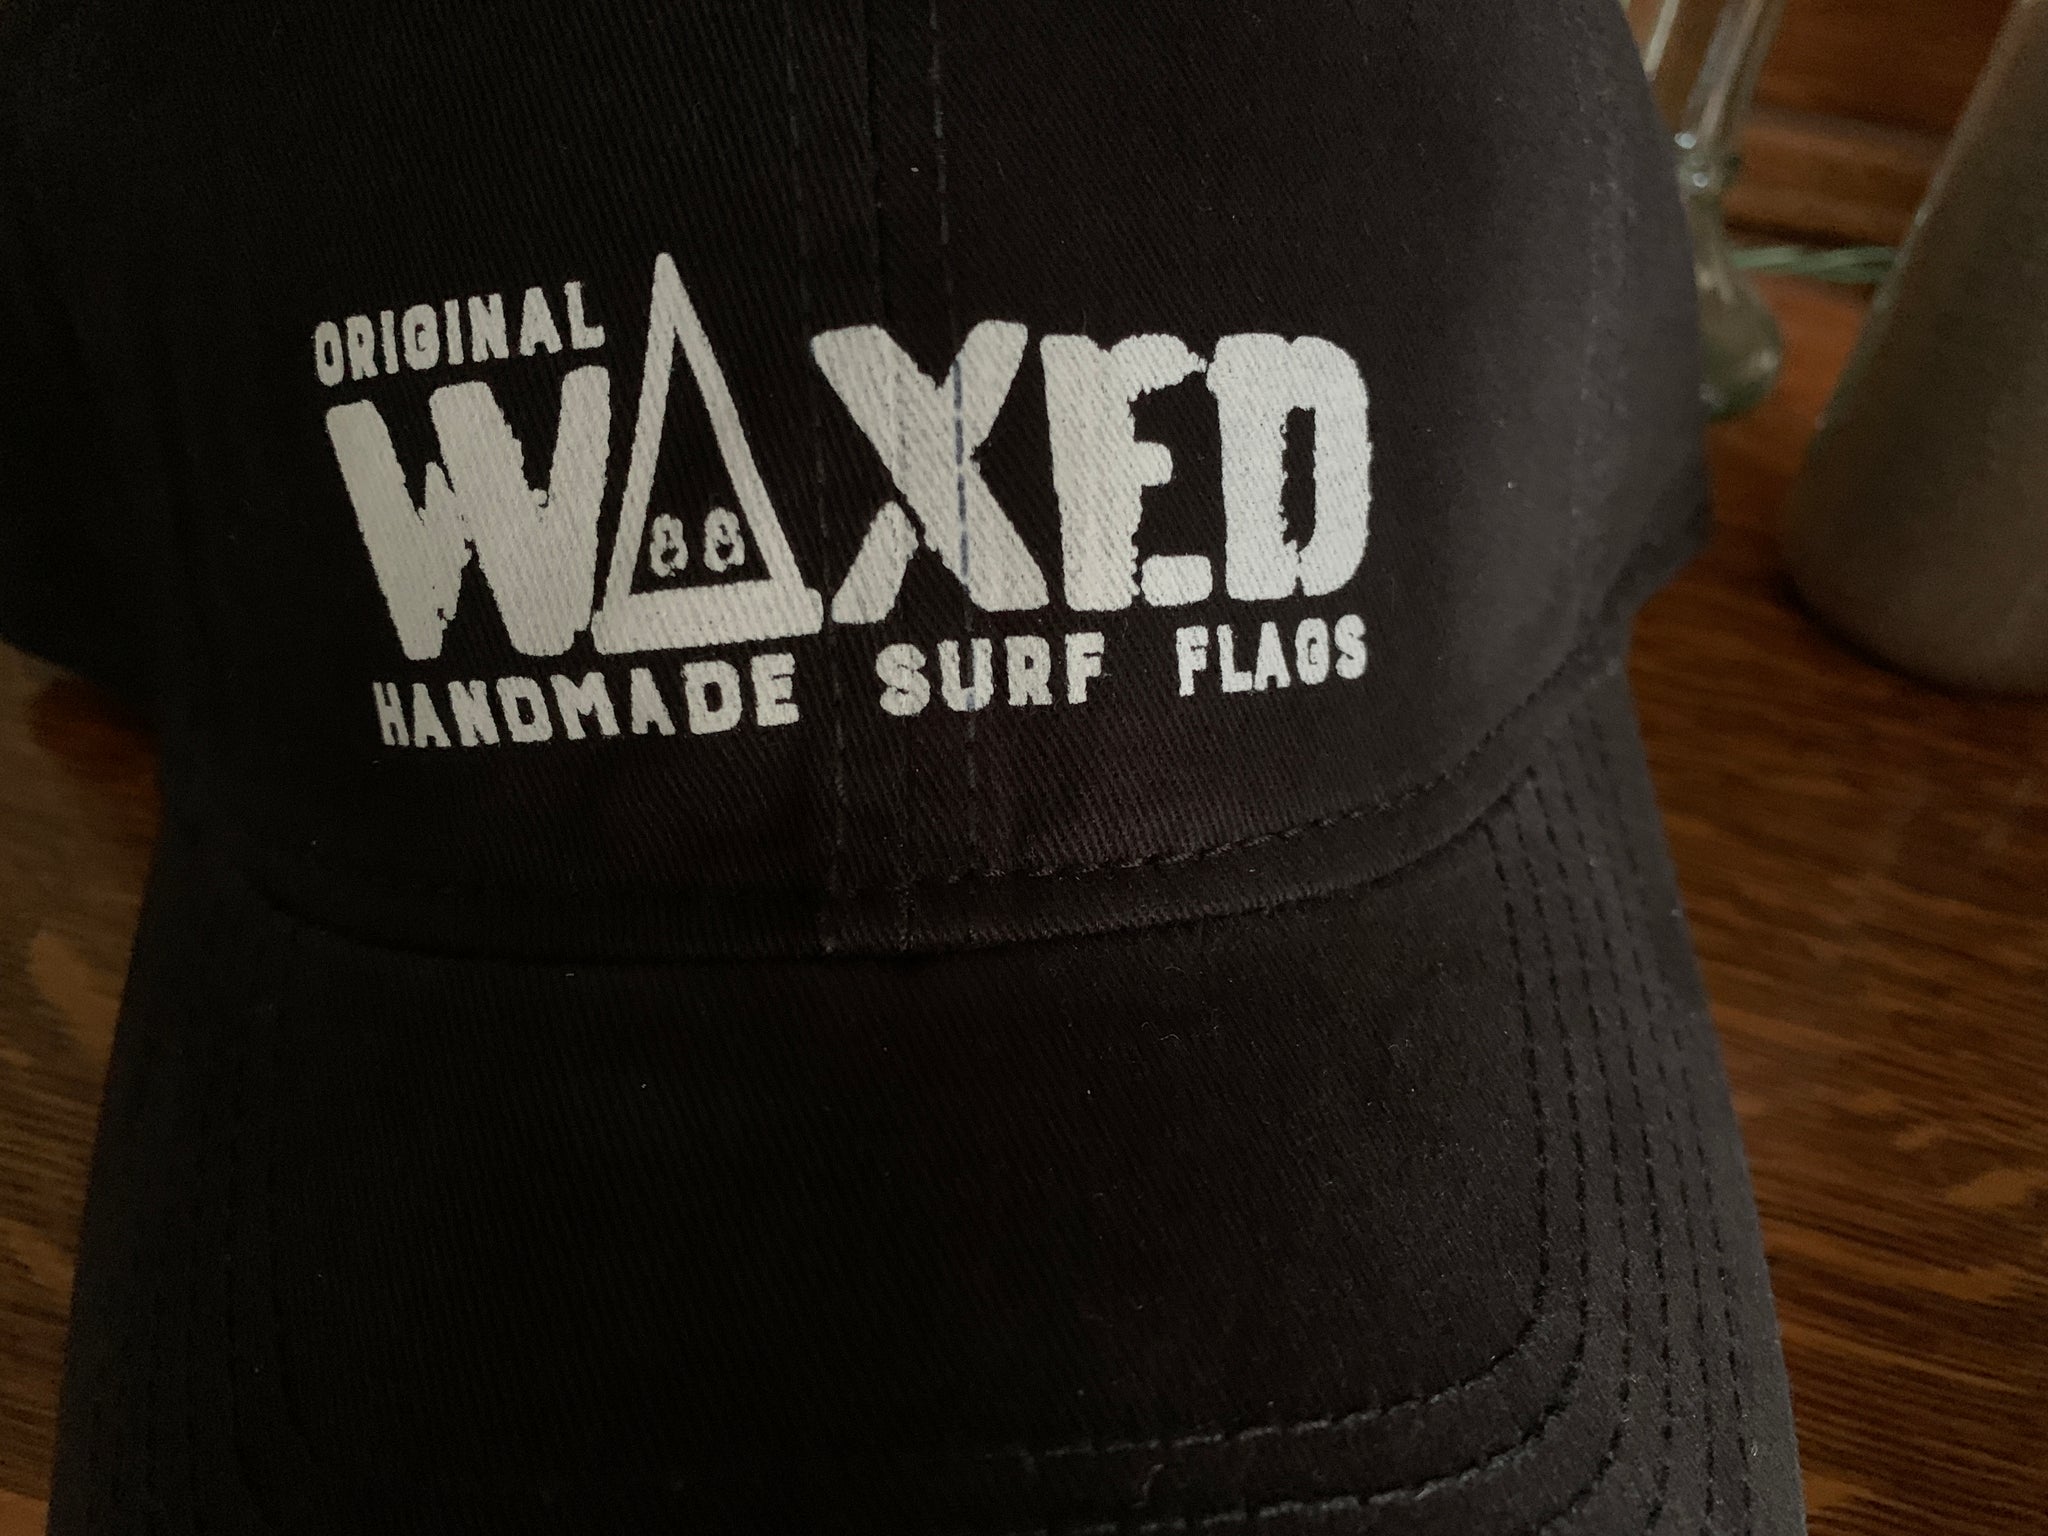 ORIGINAL
WAXED
88
HANDMADE SURF FLAGS